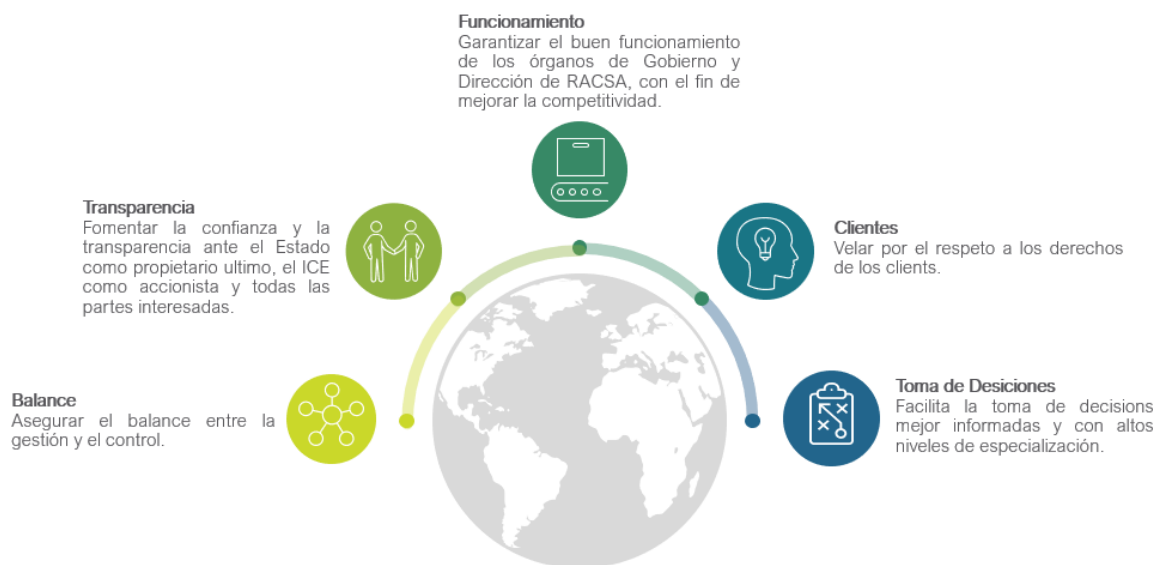 Funcionamiento
Garantizar el buen funcionamiento
de los órganos de Gobierno y
Dirección de RACSA, con el fin de
mejorar la competitividad.
Transparencia
Fomentar la confianza y la
transparencia ante el Estado
como propietario ultimo, el ICE
como accionista y todas las
partes interesadas.
Clientes
Velar por el respeto a los derechos
de los clients.
Balance
Asegurar el balance entre la
gestión y el control.
Toma de Desiciones
Facilita la toma de decisions
mejor informadas y con altos
niveles de especialización.